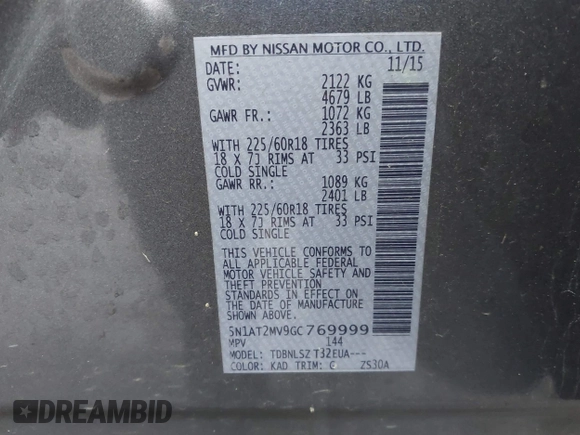 MFD BY NISSAN MOTOR CO., LTD.
DATE: 11/15
GVWR: 2122 KG
4679 LB
GAWR FR.: 1072 KG
2363 LB
WITH 225/60R18 TIRES
18 X 7J RIMS AT 33 PSI
COLD SINGLE
GAWR RR.: 1089 KG
2401 LB
WITH 225/60R18 TIRES
18 X 7J RIMS AT 33 PSI
COLD SINGLE
THIS VEHICLE CONFORMS TO
ALL APPLICABLE FEDERAL
MOTOR VEHICLE SAFETY AND
THEFT PREVENTION
STANDARDS IN EFFECT ON
THE DATE OF MANUFACTURE
SHOWN ABOVE.
5N1AT2MV9GC769999
MPV 144
MODEL: TDBNLSZ T32EUA---
COLOR: KAD TRIM: G ZS30A
DREAMBID